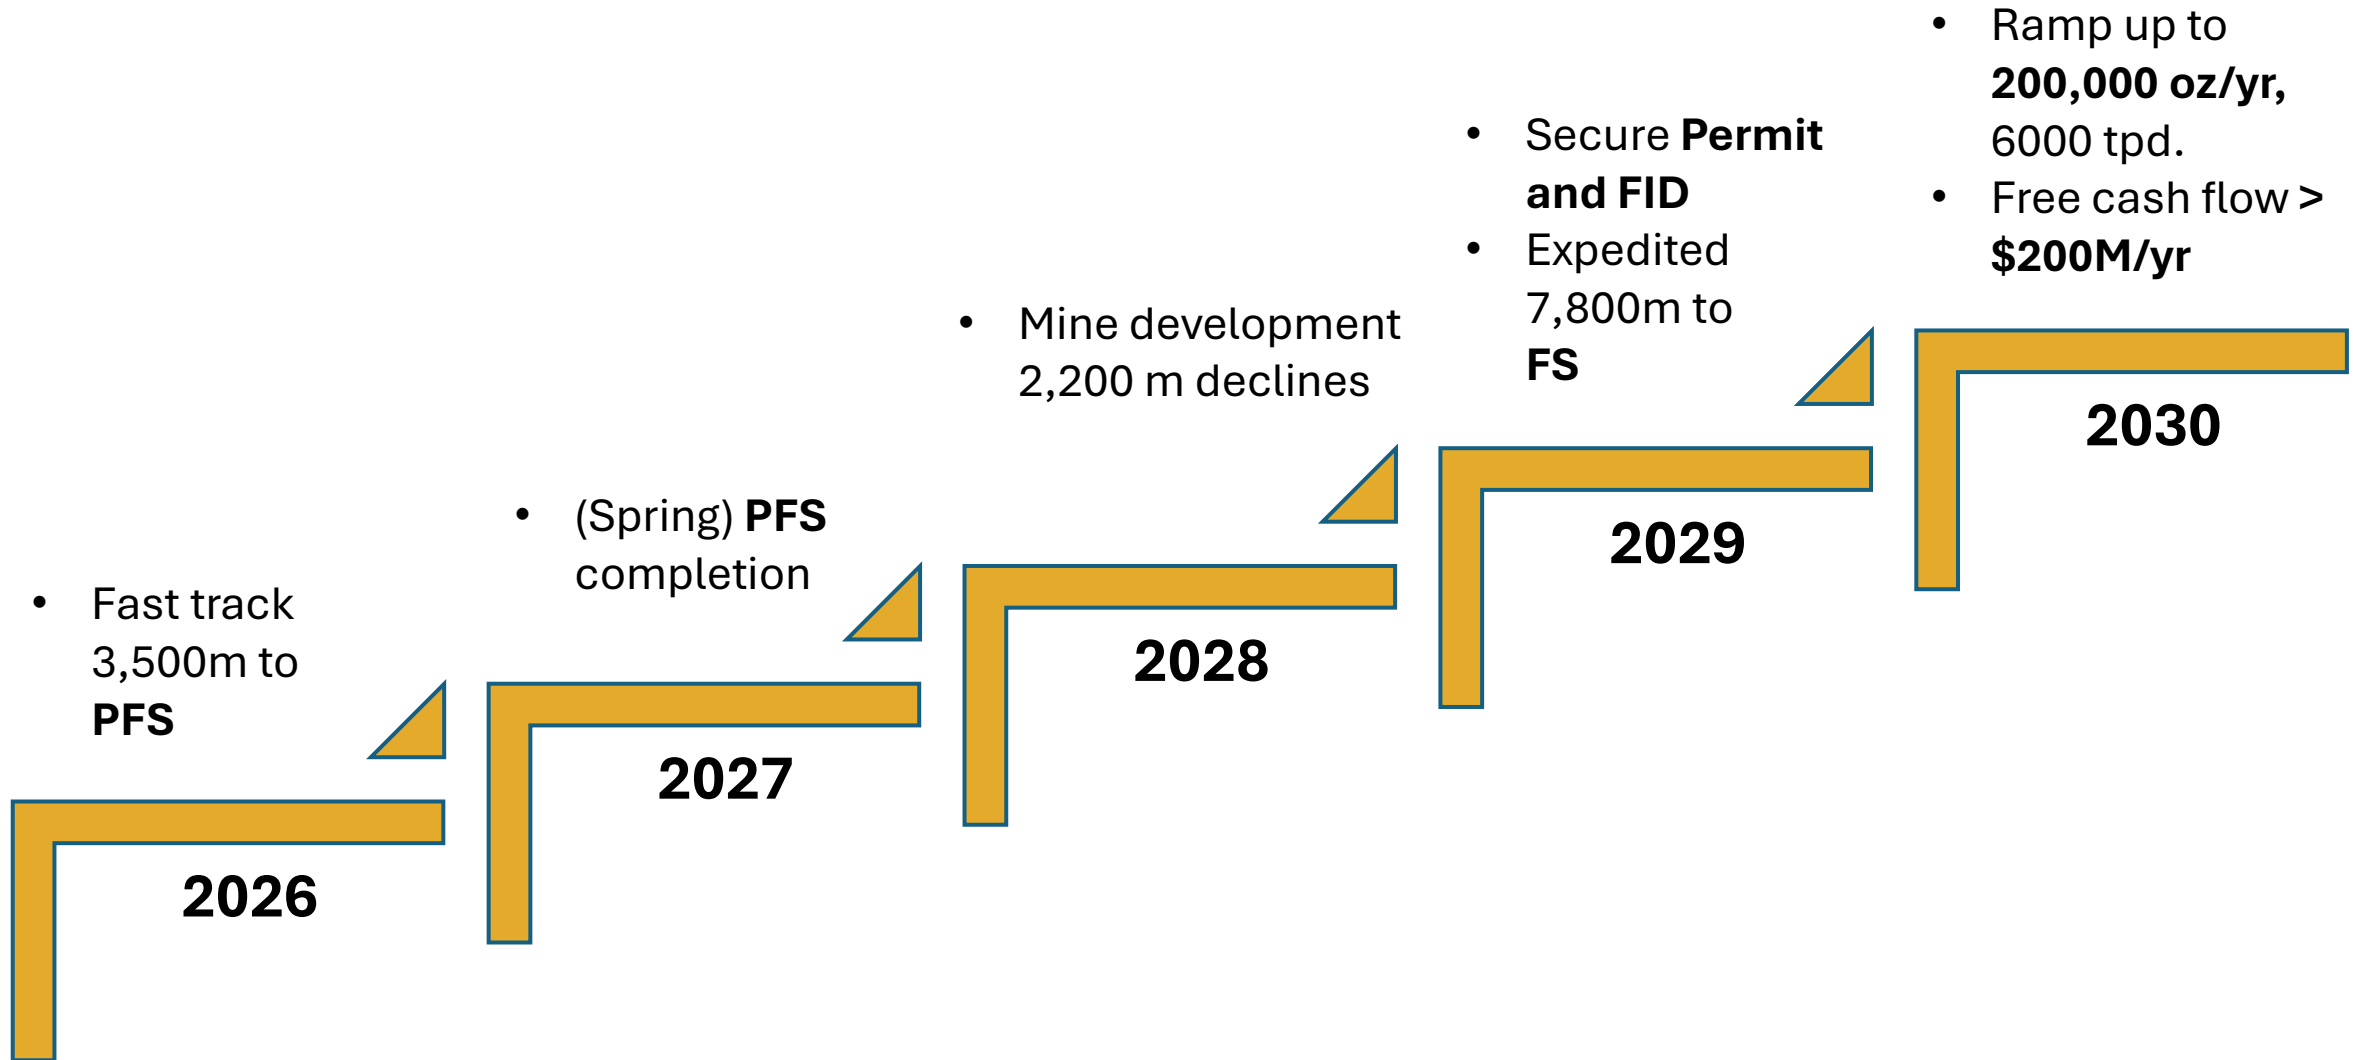 • Fast track
3,500m to
PFS
2026
• (Spring) PFS
completion
2027
• Mine development
2,200 m declines
2028
• Secure Permit
and FID
• Expedited
7,800m to
FS
2029
• Ramp up to
200,000 oz/yr,
6000 tpd.
• Free cash flow >
$200M/yr
2030